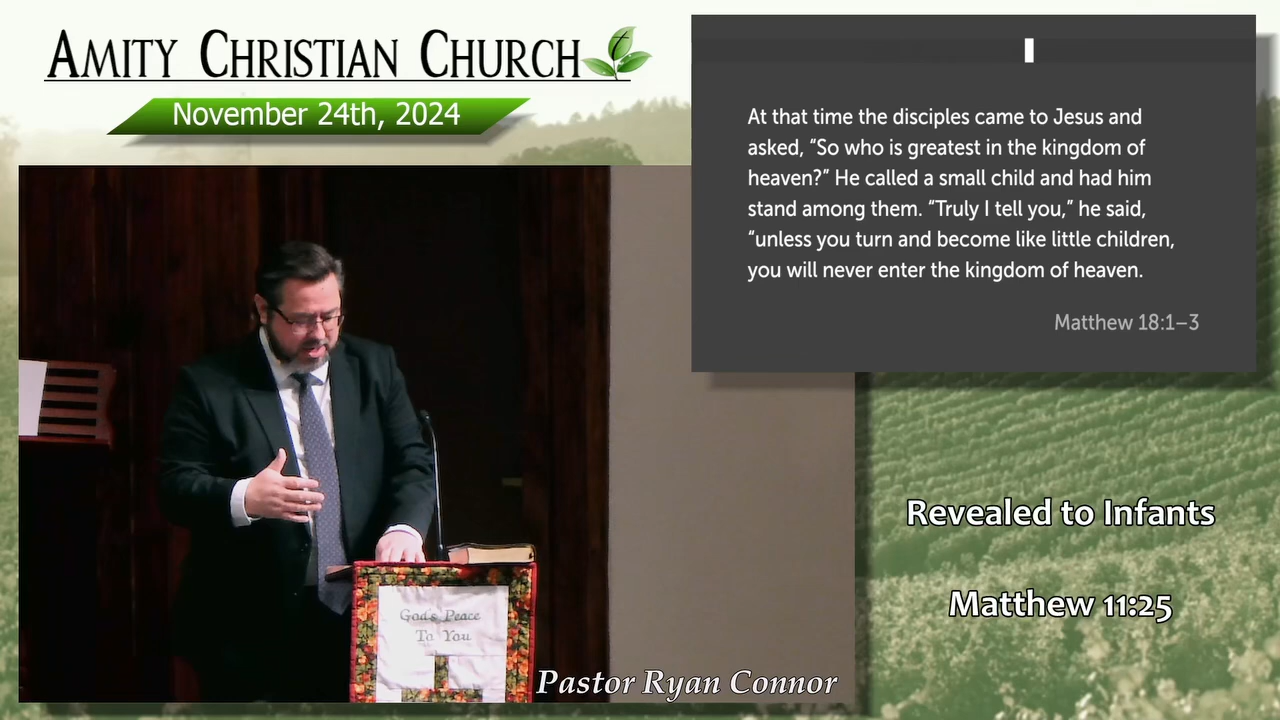 AMITY CHRISTIAN CHURCH
November 24th, 2024
At that time the disciples came to Jesus and
asked, “So who is greatest in the kingdom of
heaven?” He called a small child and had him
stand among them. “Truly I tell you,” he said,
“unless you turn and become like little children,
you will never enter the kingdom of heaven.
Matthew 18:1–3
Revealed to Infants
Matthew 11:25
God's Peace
To You
Pastor Ryan Connor